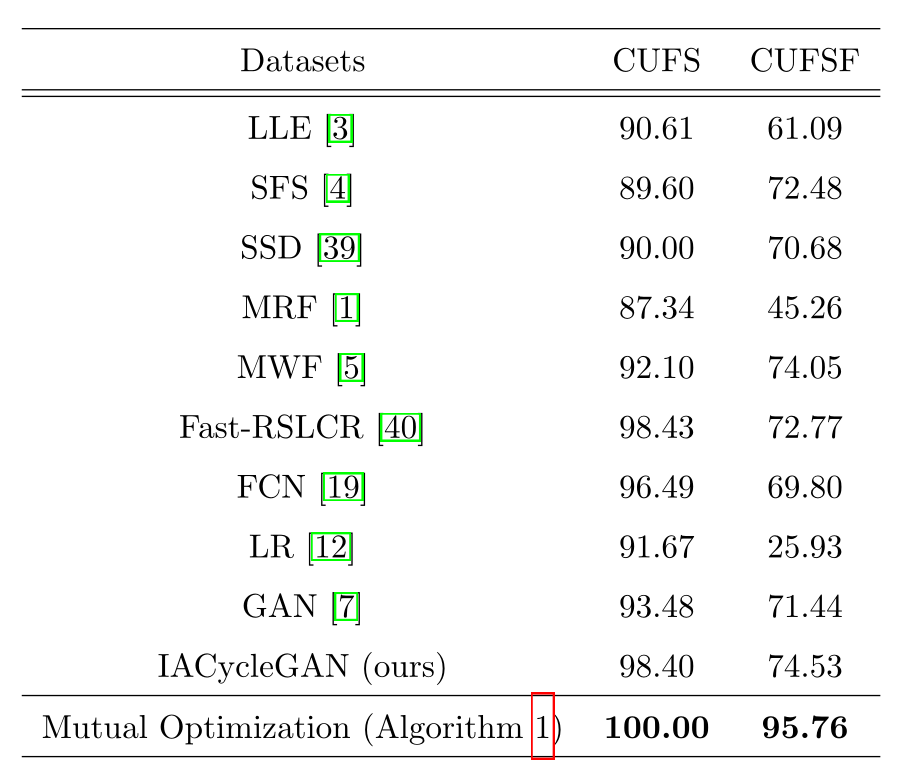 Datasets CUFS CUFSF
LLE [3] 90.61 61.09
SFS [4] 89.60 72.48
SSD [39] 90.00 70.68
MRF [1] 87.34 45.26
MWF [5] 92.10 74.05
Fast-RSLCR [40] 98.43 72.77
FCN [19] 96.49 69.80
LR [12] 91.67 25.93
GAN [7] 93.48 71.44
IACycleGAN (ours) 98.40 74.53
Mutual Optimization (Algorithm 1) 100.00 95.76